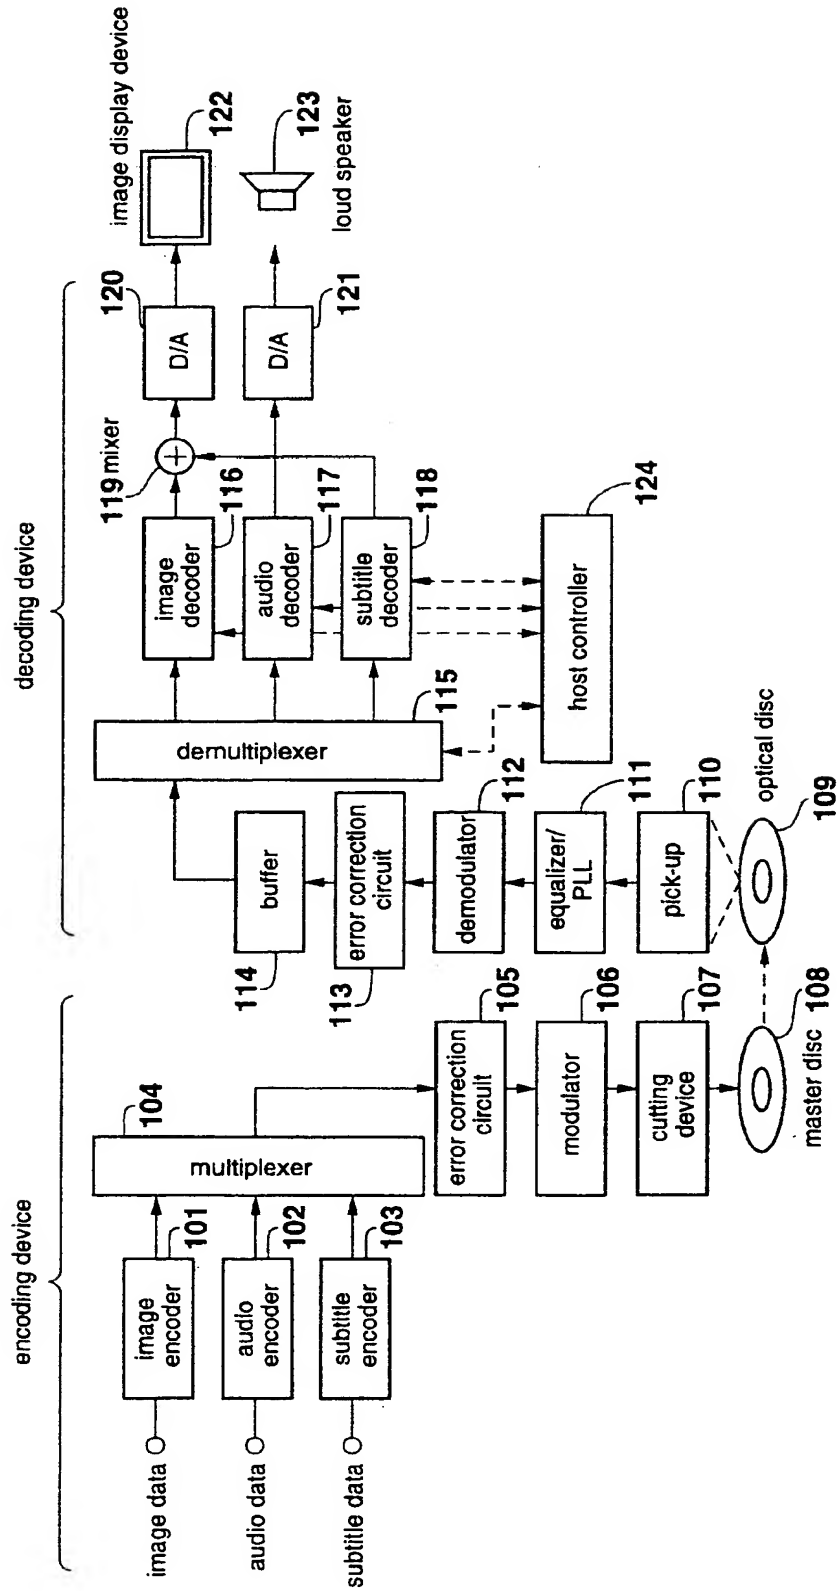 encoding device
image data
audio data
subtitle data
image
encoder
101
audio
encoder
102
subtitle
encoder
103
104
multiplexer
error correction
circuit
105
modulator
106
cutting
device
107
108
master disc
decoding device
optical disc
109
pick-up
110
equalizer/
PLL
111
demodulator
112
error correction
circuit
113
buffer
114
demultiplexer
115
image
decoder
116
audio
decoder
117
subtitle
decoder
118
119 mixer
120
D/A
D/A
121
image display device
122
123
loud speaker
host controller
124